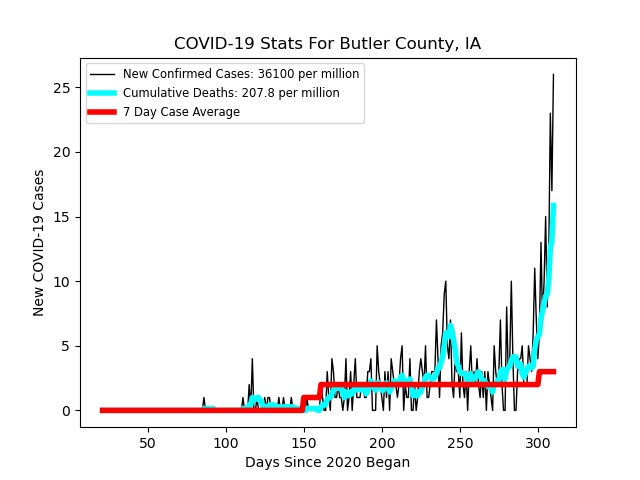 COVID-19 Stats For Butler County, IA
New Confirmed Cases: 36100 per million
Cumulative Deaths: 207.8 per million
7 Day Case Average
New COVID-19 Cases
25
20
15
10
5
0
50
100
150
200
250
300
Days Since 2020 Began